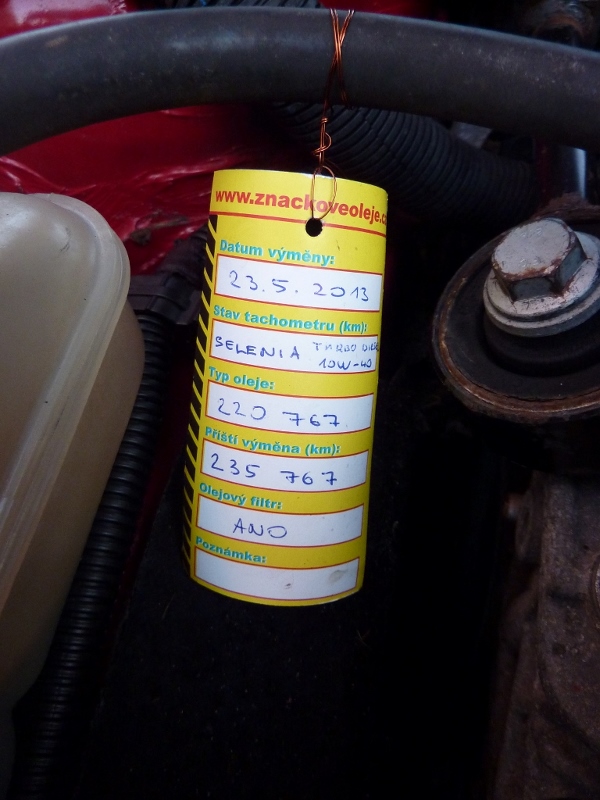 www.znackoveoleje.c
Datum výměny:
23.5.2013
Stav tachometru (km):
SELENIA TURBO DIESEL
10W-40
Typ oleje:
220 767
Příští výměna (km):
235 767
Olejový filtr:
ANO
Poznámka: